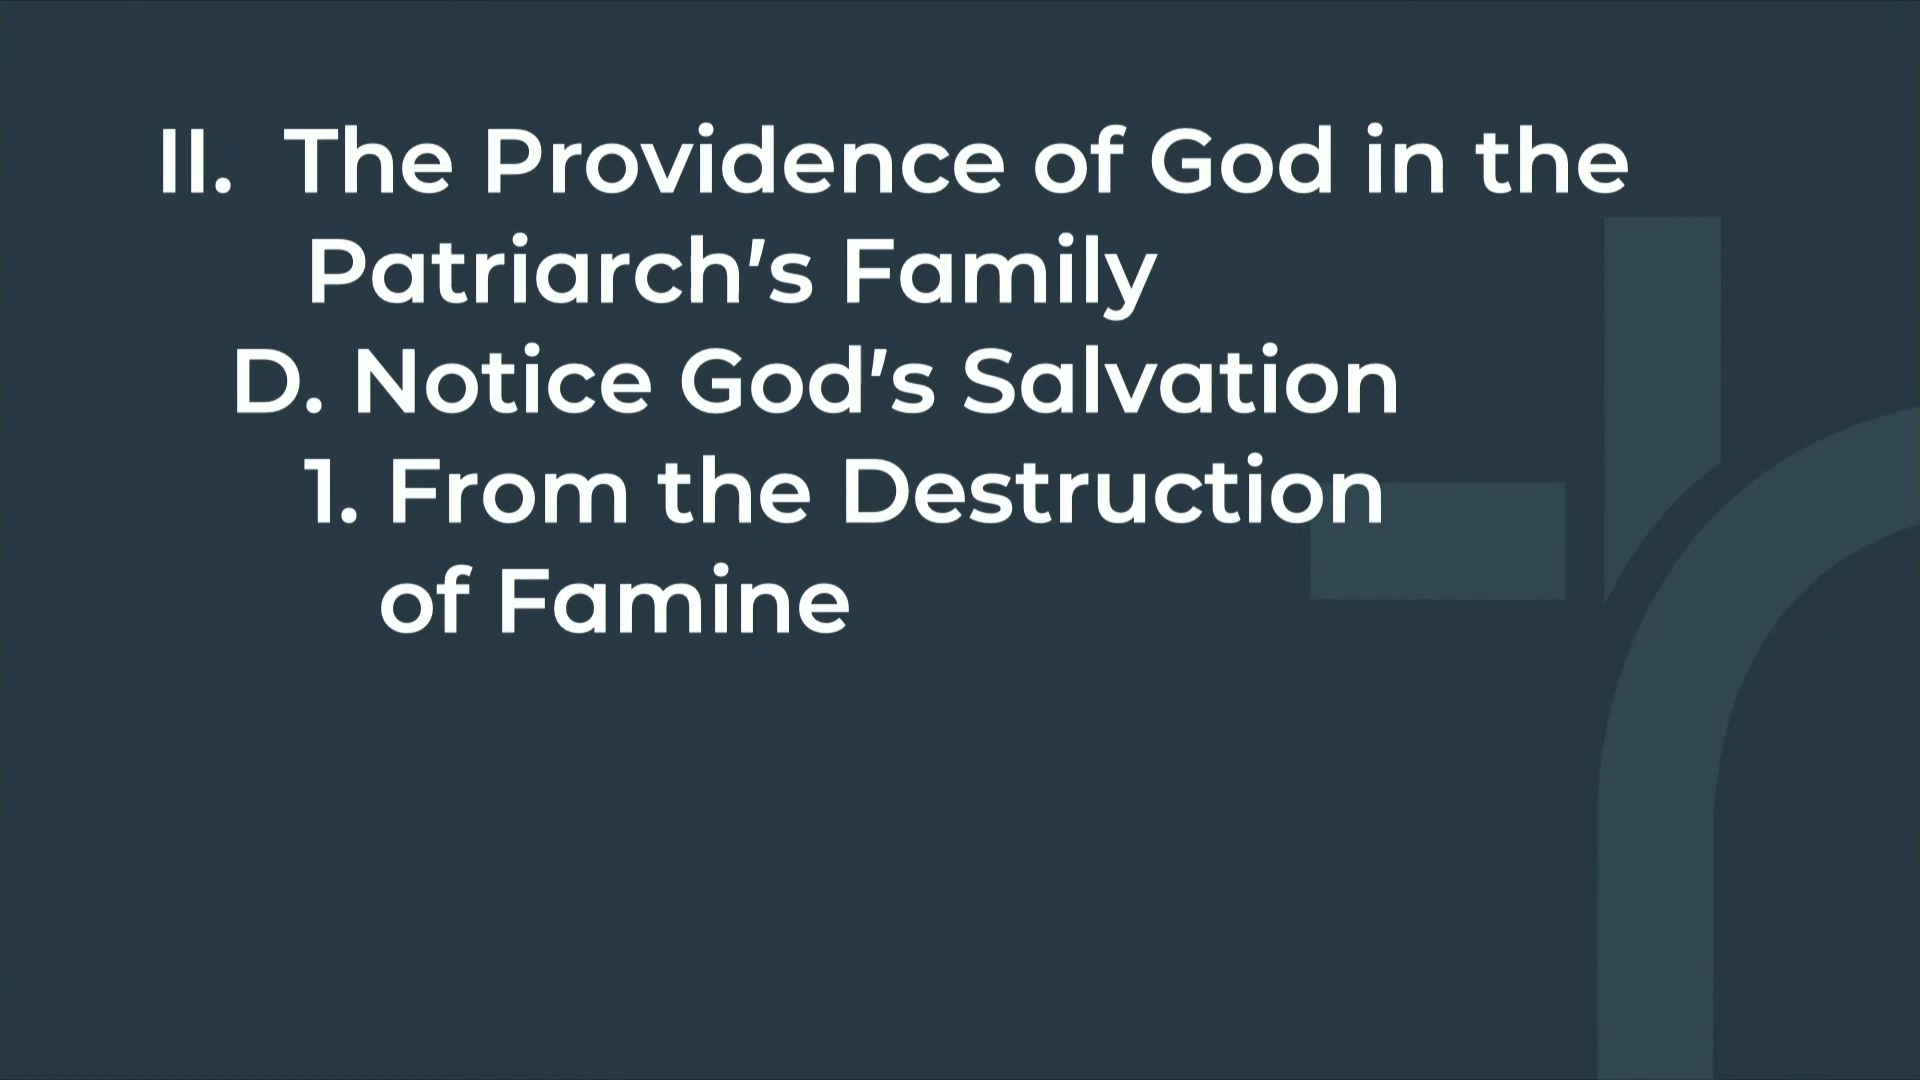 II. The Providence of God in the
Patriarch's Family
D. Notice God's Salvation
1. From the Destruction
of Famine